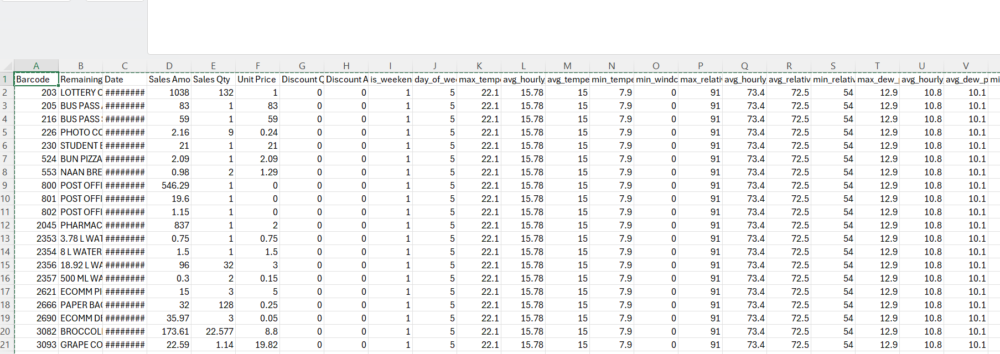 A B C D E F G H I J K L M N O P Q R S T U V
1 Barcode Remaining Date Sales Amo Sales Qty Unit Price Discount Q Discount A is_weeken day_of_we max_temp avg_hourly avg_tempe min_tempe min_windc max_relati avg_hourly avg_relativ min_relativ max_dew_ avg_hourly avg_dew_p mi
2 203 LOTTERY C ######## 1038 132 1 0 0 1 5 22.1 15.78 15 7.9 0 91 73.4 72.5 54 12.9 10.8 10.1
3 205 BUS PASS ######## 83 1 83 0 0 1 5 22.1 15.78 15 7.9 0 91 73.4 72.5 54 12.9 10.8 10.1
4 216 BUS PASS ######## 59 1 59 0 0 1 5 22.1 15.78 15 7.9 0 91 73.4 72.5 54 12.9 10.8 10.1
5 226 PHOTO CC ######## 2.16 9 0.24 0 0 1 5 22.1 15.78 15 7.9 0 91 73.4 72.5 54 12.9 10.8 10.1
6 230 STUDENT ######## 21 1 21 0 0 1 5 22.1 15.78 15 7.9 0 91 73.4 72.5 54 12.9 10.8 10.1
7 524 BUN PIZZA ######## 2.09 1 2.09 0 0 1 5 22.1 15.78 15 7.9 0 91 73.4 72.5 54 12.9 10.8 10.1
8 553 NAAN BRE ######## 0.98 2 1.29 0 0 1 5 22.1 15.78 15 7.9 0 91 73.4 72.5 54 12.9 10.8 10.1
9 800 POST OFFI ######## 546.29 1 0 0 0 1 5 22.1 15.78 15 7.9 0 91 73.4 72.5 54 12.9 10.8 10.1
10 801 POST OFFI ######## 19.6 1 0 0 0 1 5 22.1 15.78 15 7.9 0 91 73.4 72.5 54 12.9 10.8 10.1
11 802 POST OFFI ######## 1.15 1 0 0 0 1 5 22.1 15.78 15 7.9 0 91 73.4 72.5 54 12.9 10.8 10.1
12 2045 PHARMAC ######## 837 1 2 0 0 1 5 22.1 15.78 15 7.9 0 91 73.4 72.5 54 12.9 10.8 10.1
13 2353 3.78 L WAT ######## 0.75 1 0.75 0 0 1 5 22.1 15.78 15 7.9 0 91 73.4 72.5 54 12.9 10.8 10.1
14 2354 8 L WATER ######## 1.5 1 1.5 0 0 1 5 22.1 15.78 15 7.9 0 91 73.4 72.5 54 12.9 10.8 10.1
15 2356 18.92 L WA ######## 96 32 3 0 0 1 5 22.1 15.78 15 7.9 0 91 73.4 72.5 54 12.9 10.8 10.1
16 2357 500 ML WA ######## 0.3 2 0.15 0 0 1 5 22.1 15.78 15 7.9 0 91 73.4 72.5 54 12.9 10.8 10.1
17 2621 ECOMM PI ######## 15 3 5 0 0 1 5 22.1 15.78 15 7.9 0 91 73.4 72.5 54 12.9 10.8 10.1
18 2666 PAPER BAG ######## 32 128 0.25 0 0 1 5 22.1 15.78 15 7.9 0 91 73.4 72.5 54 12.9 10.8 10.1
19 2690 ECOMM DE ######## 35.97 3 0.05 0 0 1 5 22.1 15.78 15 7.9 0 91 73.4 72.5 54 12.9 10.8 10.1
20 3082 BROCCOLI ######## 173.61 22.577 8.8 0 0 1 5 22.1 15.78 15 7.9 0 91 73.4 72.5 54 12.9 10.8 10.1
21 3093 GRAPE CO ######## 22.59 1.14 19.82 0 0 1 5 22.1 15.78 15 7.9 0 91 73.4 72.5 54 12.9 10.8 10.1